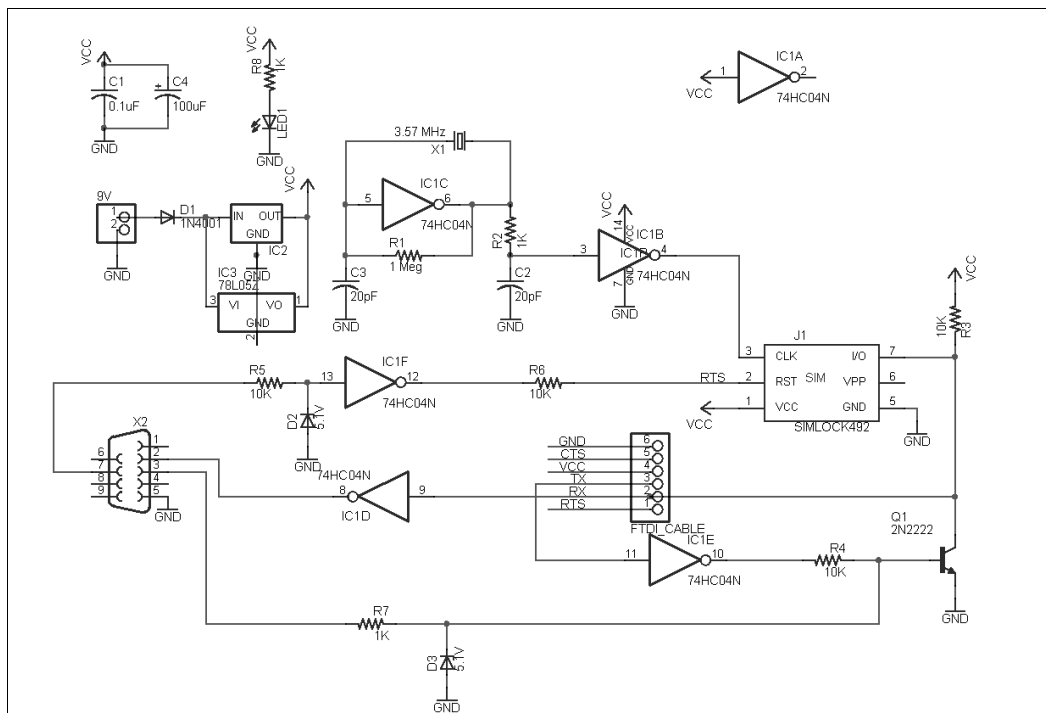 VCC
C1
0.1uF
C4
100uF
GND
VCC
R8
1K
LED1
GND
IC1A
1
2
VCC
74HC04N
3.57 MHz
X1
IC1C
5
6
74HC04N
R1
1 Meg
R2
1K
C3
20pF
GND
C2
20pF
GND
VCC
14
VCC
IC1B
IC1P
3
4
74HC04N
7
GND
GND
9V
1
2
GND
D1
1N4001
IN
OUT
GND
IC2
VCC
GND
IC3
78L05Z
3
VI
VO
1
GND
2
VCC
10K
R3
J1
3
CLK
I/O
7
RTS
2
RST
SIM
VPP
6
VCC
1
VCC
GND
5
SIMLOCK492
GND
R5
10K
IC1F
13
12
74HC04N
R6
10K
D2
5.1V
GND
X2
1
6
2
7
3
8
4
9
5
GND
74HC04N
8
9
IC1D
GND
6
CTS
5
VCC
4
TX
3
RX
2
RTS
1
FTDI_CABLE
IC1E
11
10
74HC04N
R4
10K
Q1
2N2222
GND
R7
1K
D3
5.1V
GND